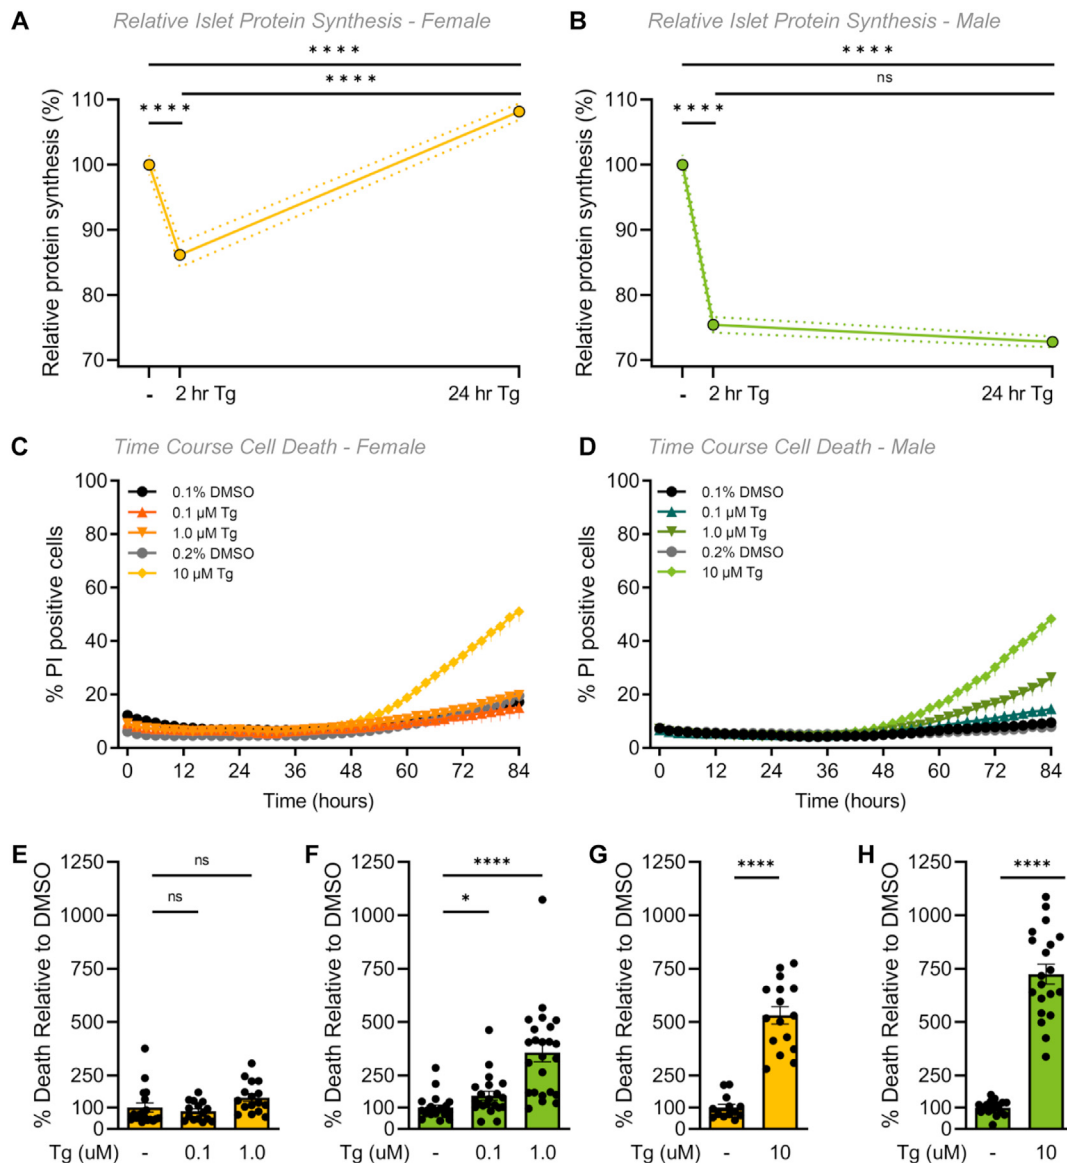 A
Relative Islet Protein Synthesis - Female
* * * *
* * * *
* * * *
Relative protein synthesis (%)
110
100
90
80
70
-
2 hr Tg
24 hr Tg
B
Relative Islet Protein Synthesis - Male
* * * *
ns
* * * *
Relative protein synthesis (%)
110
100
90
80
70
-
2 hr Tg
24 hr Tg
C
Time Course Cell Death - Female
% PI positive cells
100
80
60
40
20
0
0.1% DMSO
0.1 µM Tg
1.0 µM Tg
0.2% DMSO
10 µM Tg
0 12 24 36 48 60 72 84
Time (hours)
D
Time Course Cell Death - Male
% PI positive cells
100
80
60
40
20
0
0.1% DMSO
0.1 µM Tg
1.0 µM Tg
0.2% DMSO
10 µM Tg
0 12 24 36 48 60 72 84
Time (hours)
E
% Death Relative to DMSO
1250
1000
750
500
250
100
0
ns
ns
Tg (uM) - 0.1 1.0
F
% Death Relative to DMSO
1250
1000
750
500
250
100
0
****
*
Tg (uM) - 0.1 1.0
G
% Death Relative to DMSO
1250
1000
750
500
250
100
0
****
Tg (uM) - 10
H
% Death Relative to DMSO
1250
1000
750
500
250
100
0
****
Tg (uM) - 10